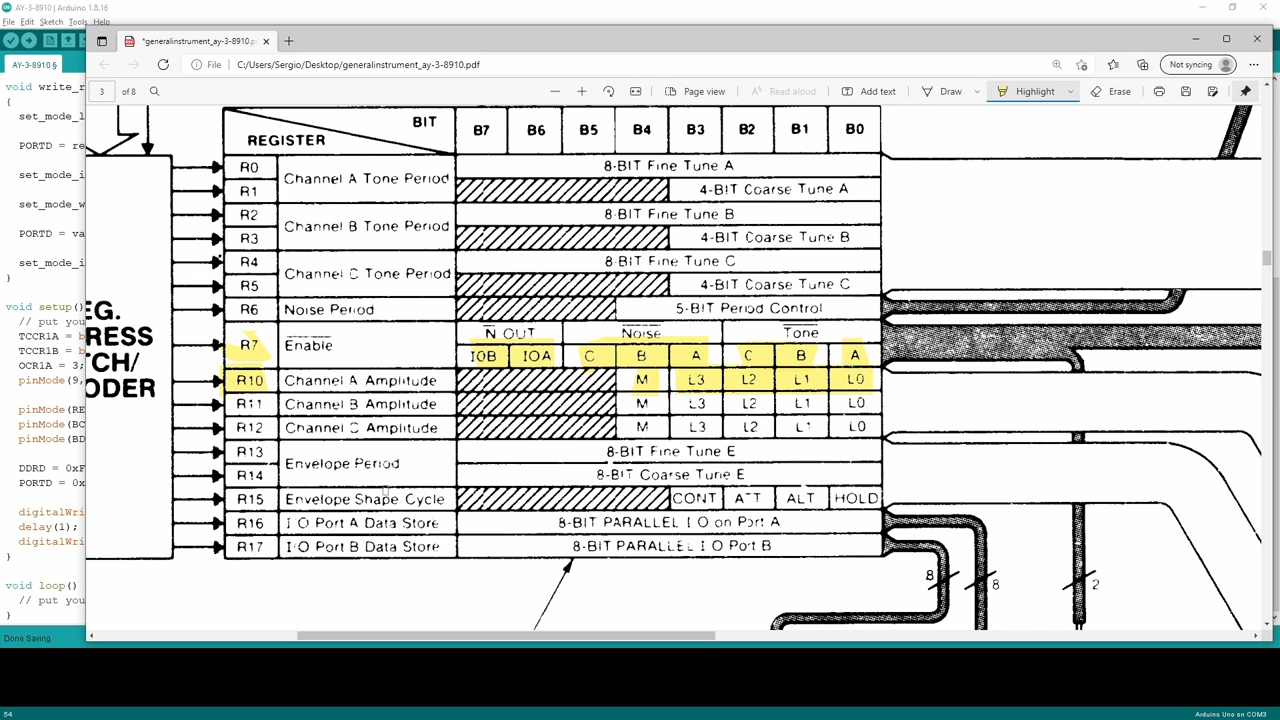 AY-3-8910 | Arduino 1.8.16
File Edit Sketch Tools Help
AY-3-8910 §
void write_r
{
set_mode_l
PORTD = re
set_mode_i
set_mode_w
PORTD = va
set_mode_i
}
void setup()
// put you
TCCR1A = b
TCCR1B = b
OCR1A = 3;
pinMode(9,
pinMode(RE
pinMode(BC
pinMode(BD
DDRD = 0xF
PORTD = 0x
digitalWri
delay(1);
digitalWri
}
void loop()
// put you
}
Done Saving.
54
Arduino Uno on COM3
*generalinstrument_ay-3-8910.p
File C:/Users/Sergio/Desktop/generalinstrument_ay-3-8910.pdf
Not syncing
3 of 8
Page view
Read aloud
Add text
Draw
Highlight
Erase
EG.
RESS
CH/
ODER
REGISTER BIT B7 B6 B5 B4 B3 B2 B1 B0
R0 Channel A Tone Period 8-BIT Fine Tune A
R1 4-BIT Coarse Tune A
R2 Channel B Tone Period 8-BIT Fine Tune B
R3 4-BIT Coarse Tune B
R4 Channel C Tone Period 8-BIT Fine Tune C
R5 4-BIT Coarse Tune C
R6 Noise Period 5-BIT Period Control
R7 Enable IN OUT Noise Tone
IOB IOA C B A C B A
R10 Channel A Amplitude M L3 L2 L1 L0
R11 Channel B Amplitude M L3 L2 L1 L0
R12 Channel C Amplitude M L3 L2 L1 L0
R13 Envelope Period 8-BIT Fine Tune E
R14 8-BIT Coarse Tune E
R15 Envelope Shape Cycle CONT ATT ALT HOLD
R16 I/O Port A Data Store 8-BIT PARALLEL I/O on Port A
R17 I/O Port B Data Store 8-BIT PARALLEL I/O Port B
8 8 2